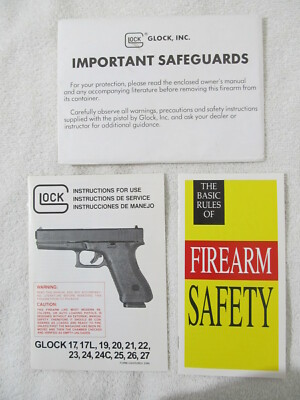 GLOCK GLOCK, INC.
IMPORTANT SAFEGUARDS
For your protection, please read the enclosed owner's manual
and any accompanying literature before removing this firearm from
its container.
Carefully observe all warnings, precautions and safety instructions
supplied with the pistol by Glock, Inc. and ask your dealer or
instructor for additional guidance.
GLOCK
INSTRUCTIONS FOR USE
INSTRUCTIONS DE SERVICE
INSTRUCCIONES DE MANEJO
WARNING:
CAUTION:
GLOCK 17, 17L, 19, 20, 21, 22,
23, 24, 24C, 25, 26, 27
THE
BASIC
RULES
OF
FIREARM
SAFETY